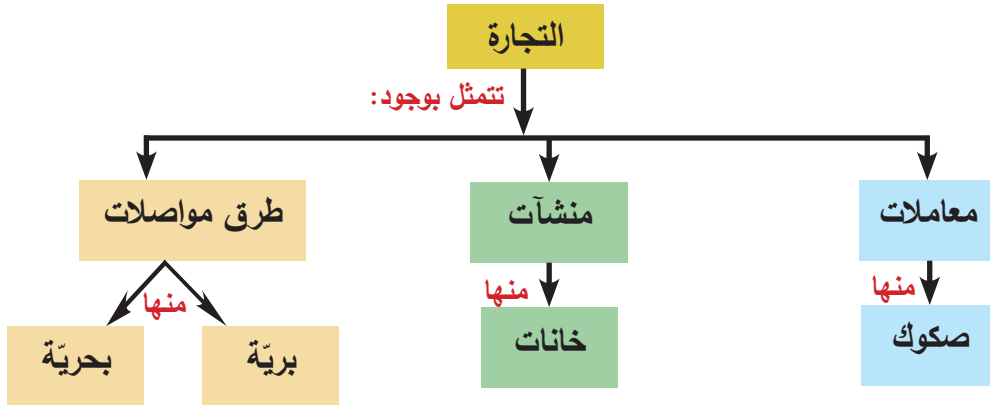 التجارة
تتمثل بوجود:
معاملات
منشآت
طرق مواصلات
منها
منها
منها
صكوك
خانات
بريّة
بحريّة